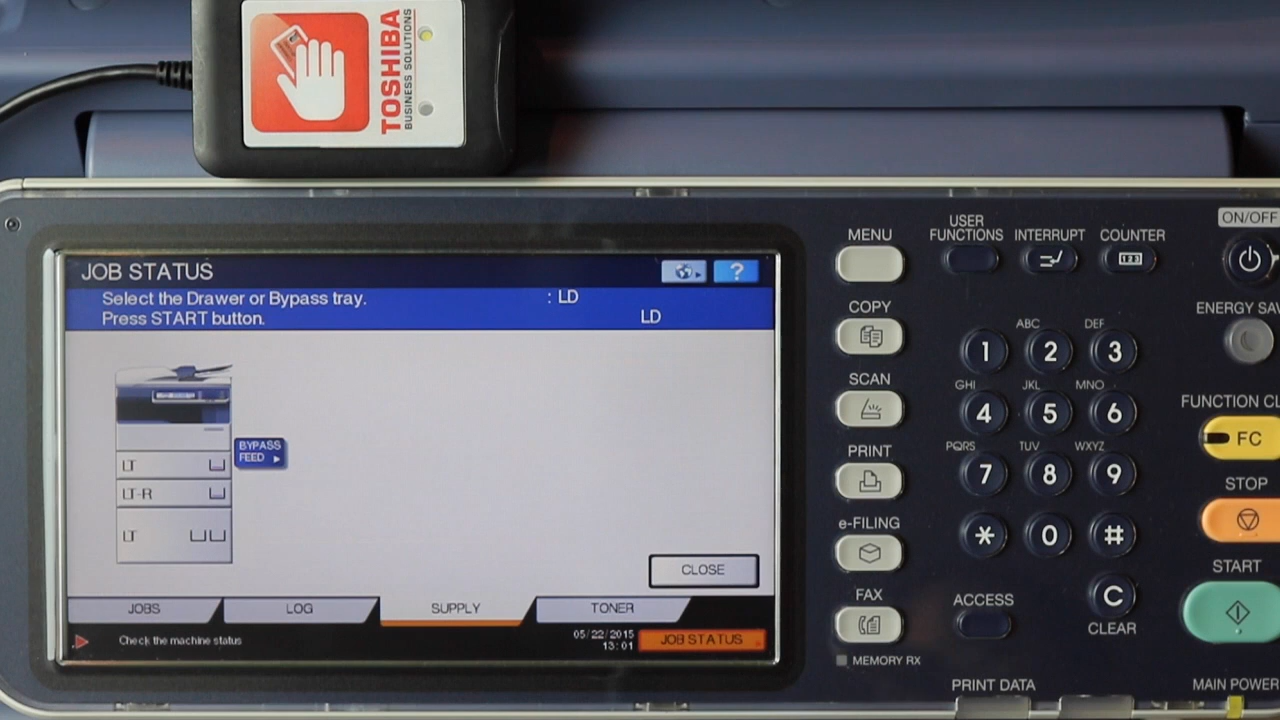 TOSHIBA
BUSINESS SOLUTIONS
JOB STATUS
?
Select the Drawer or Bypass tray.
: LD
Press START button.
LD
BYPASS
FEED
LT
LT-R
LT
CLOSE
JOBS
LOG
SUPPLY
TONER
Check the machine status
05/22/2015
13:01
JOB STATUS
MENU
USER
FUNCTIONS
INTERRUPT
COUNTER
123
ON/OFF
COPY
ENERGY SAV
SCAN
PRINT
e-FILING
FAX
MEMORY RX
1
ABC
2
DEF
3
GHI
4
JKL
5
MNO
6
PQRS
7
TUV
8
WXYZ
9
*
0
#
ACCESS
C
CLEAR
FUNCTION CL
FC
STOP
START
PRINT DATA
MAIN POWER